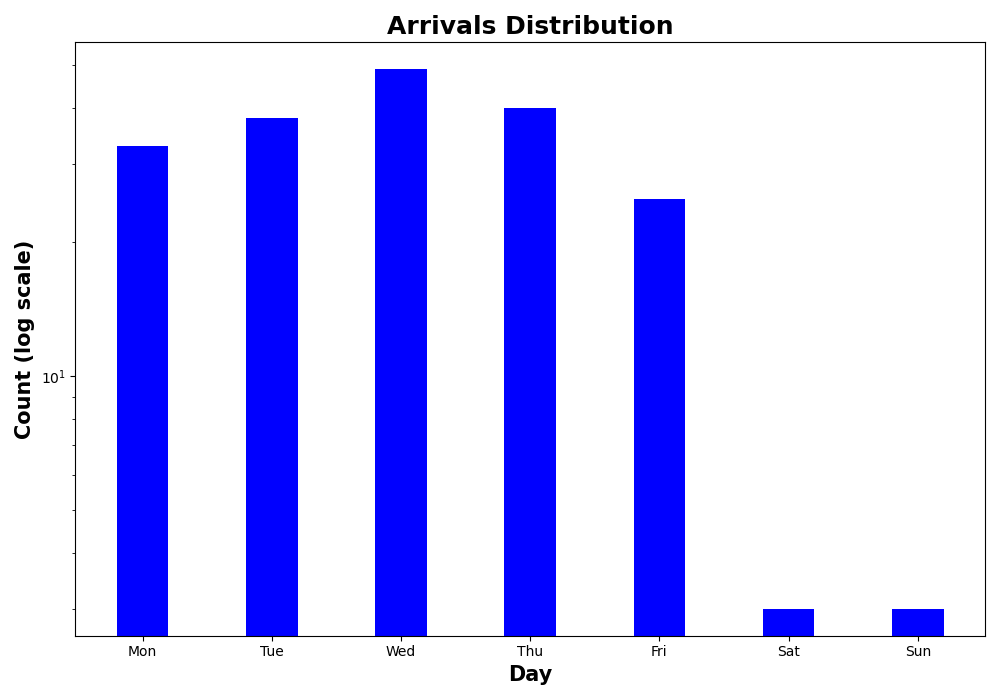 Arrivals Distribution
Count (log scale)
10¹
Mon Tue Wed Thu Fri Sat Sun
Day